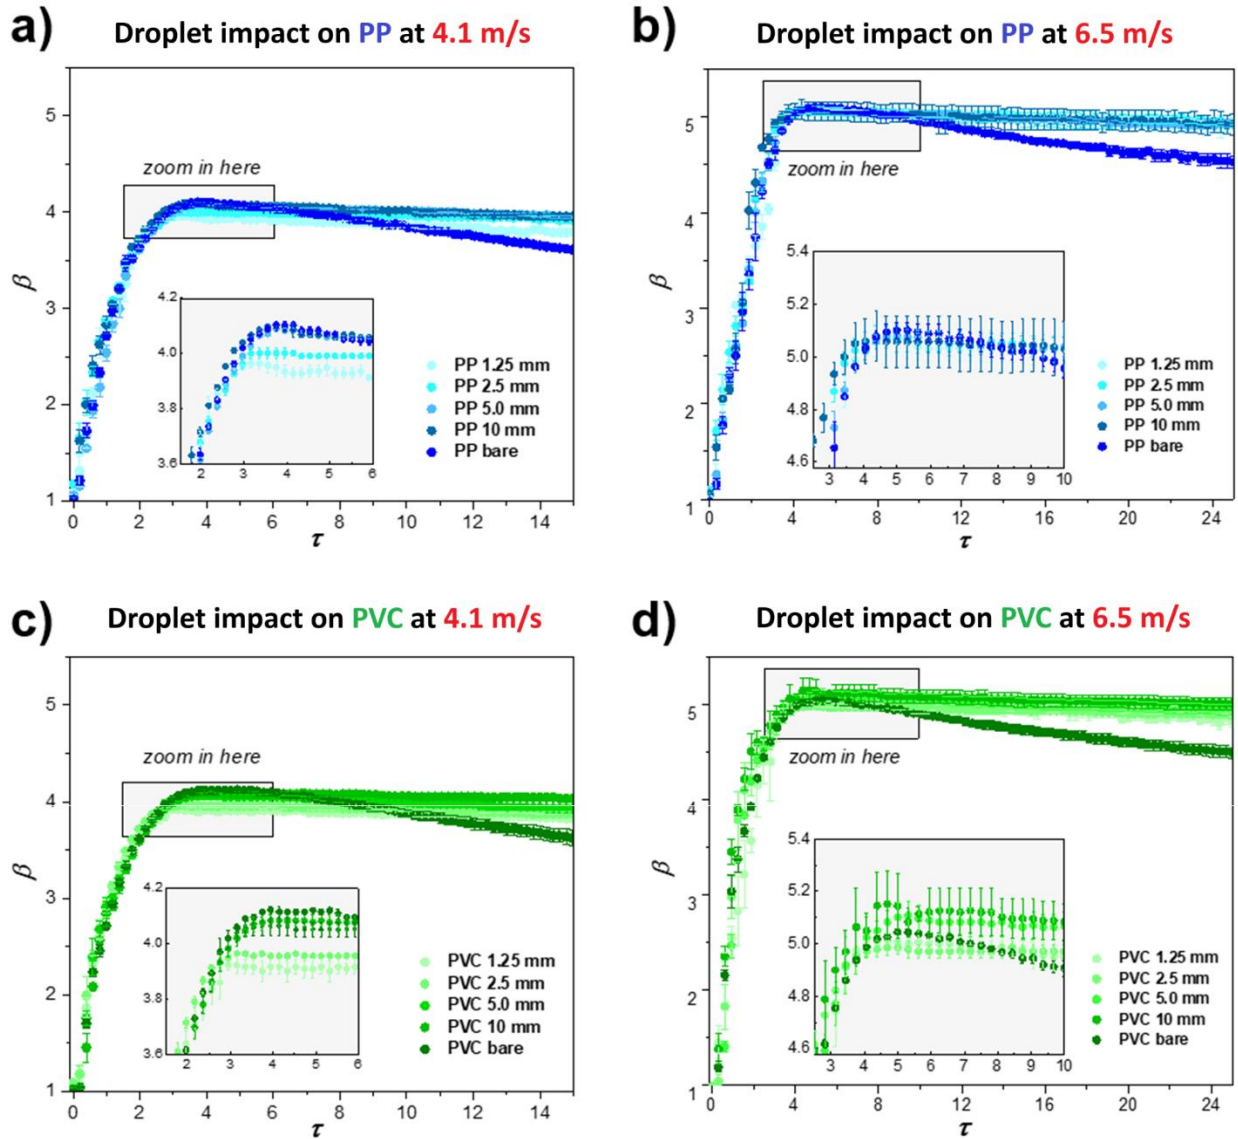 a)
Droplet impact on PP at 4.1 m/s
5
4
3
2
1
β
zoom in here
4.2
4.0
3.8
3.6
2
3
4
5
6
PP 1.25 mm
PP 2.5 mm
PP 5.0 mm
PP 10 mm
PP bare
0
2
4
6
8
10
12
14
τ
b)
Droplet impact on PP at 6.5 m/s
5
4
3
2
1
β
zoom in here
5.4
5.2
5.0
4.8
4.6
3
4
5
6
7
8
9
10
PP 1.25 mm
PP 2.5 mm
PP 5.0 mm
PP 10 mm
PP bare
0
4
8
12
16
20
24
τ
c)
Droplet impact on PVC at 4.1 m/s
5
4
3
2
1
β
zoom in here
4.2
4.0
3.8
3.6
2
3
4
5
6
PVC 1.25 mm
PVC 2.5 mm
PVC 5.0 mm
PVC 10 mm
PVC bare
0
2
4
6
8
10
12
14
τ
d)
Droplet impact on PVC at 6.5 m/s
5
4
3
2
1
β
zoom in here
5.4
5.2
5.0
4.8
4.6
3
4
5
6
7
8
9
10
PVC 1.25 mm
PVC 2.5 mm
PVC 5.0 mm
PVC 10 mm
PVC bare
0
4
8
12
16
20
24
τ